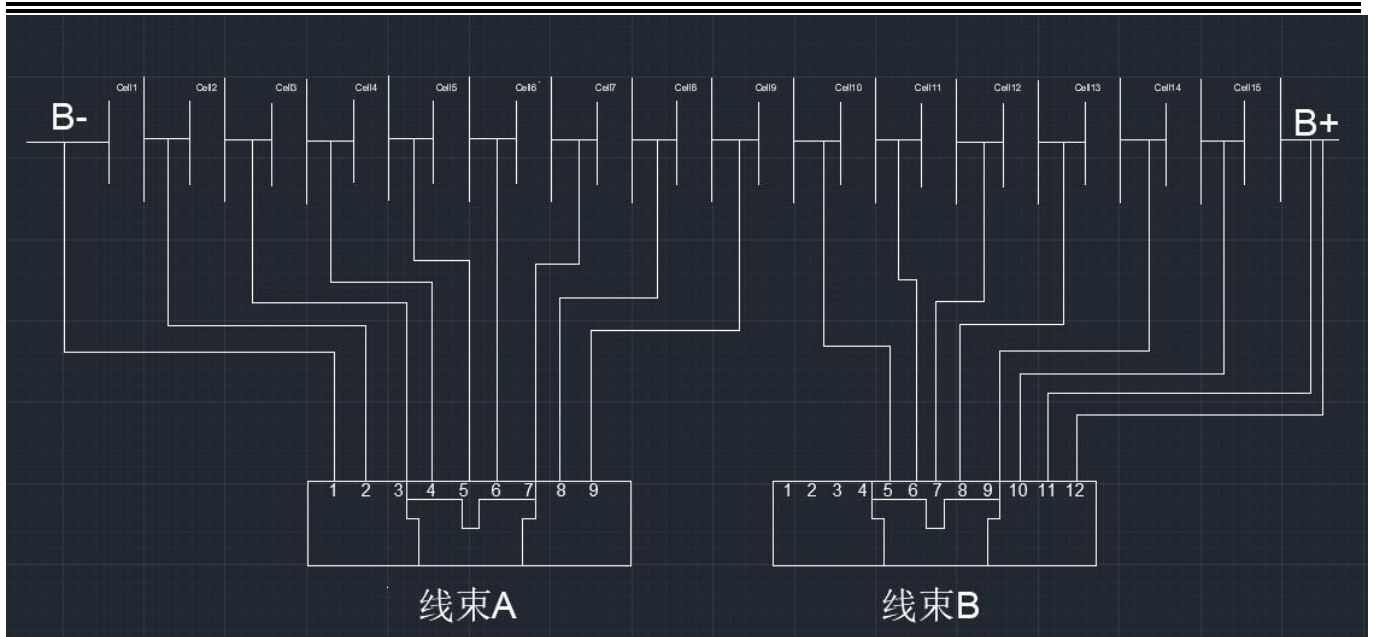 Cell1 Cell2 Cell3 Cell4 Cell5 Cell6 Cell7 Cell8 Cell9 Cell10 Cell11 Cell12 Cell13 Cell14 Cell15
B- B+
1 2 3 4 5 6 7 8 9 1 2 3 4 5 6 7 8 9 10 11 12
线束A 线束B